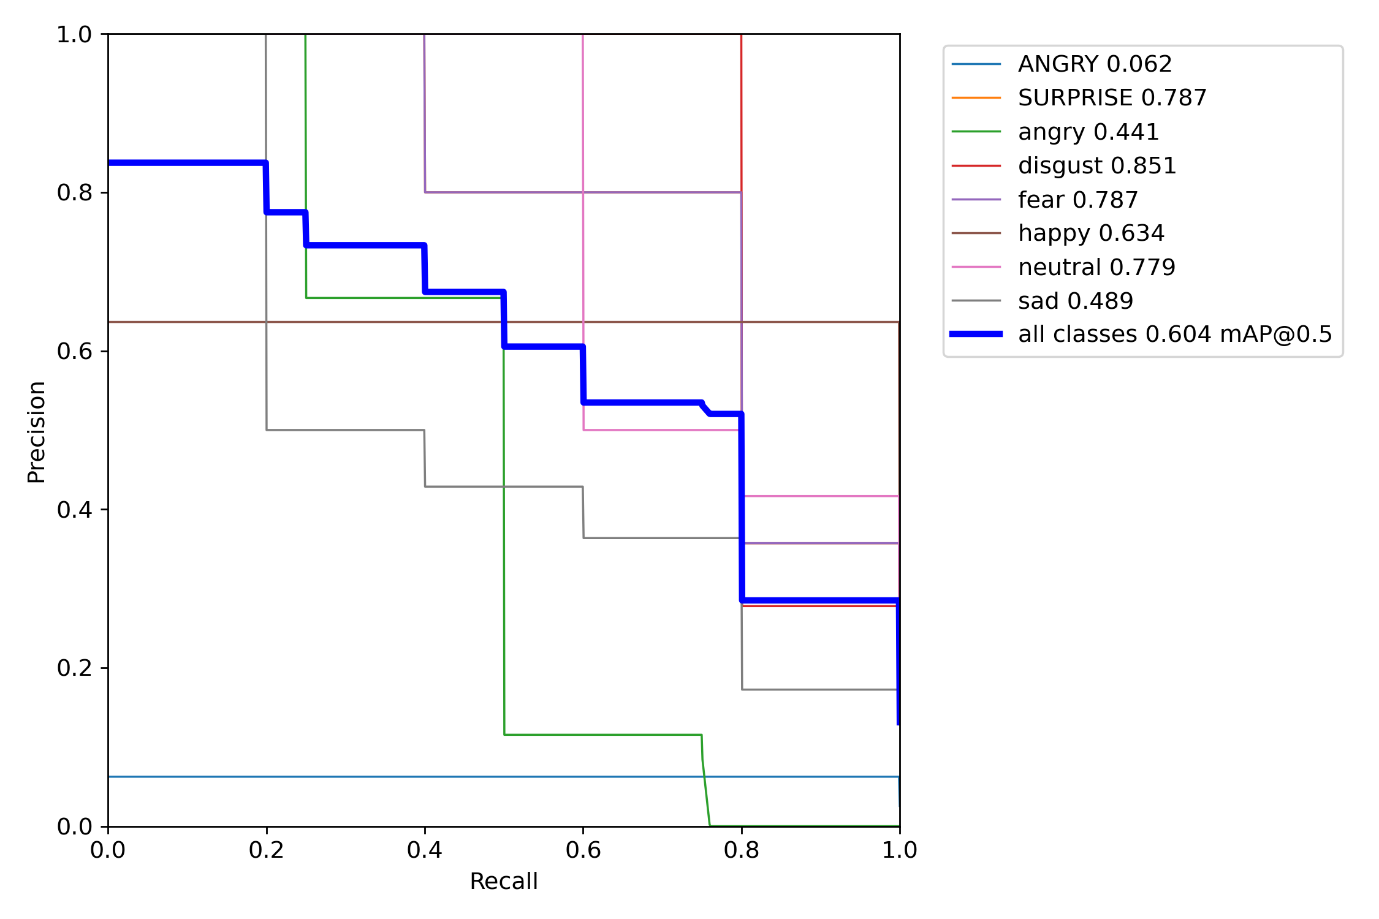 1.0
0.8
0.6
0.4
0.2
0.0
0.0 0.2 0.4 0.6 0.8 1.0
Precision
Recall
ANGRY 0.062
SURPRISE 0.787
angry 0.441
disgust 0.851
fear 0.787
happy 0.634
neutral 0.779
sad 0.489
all classes 0.604 mAP@0.5